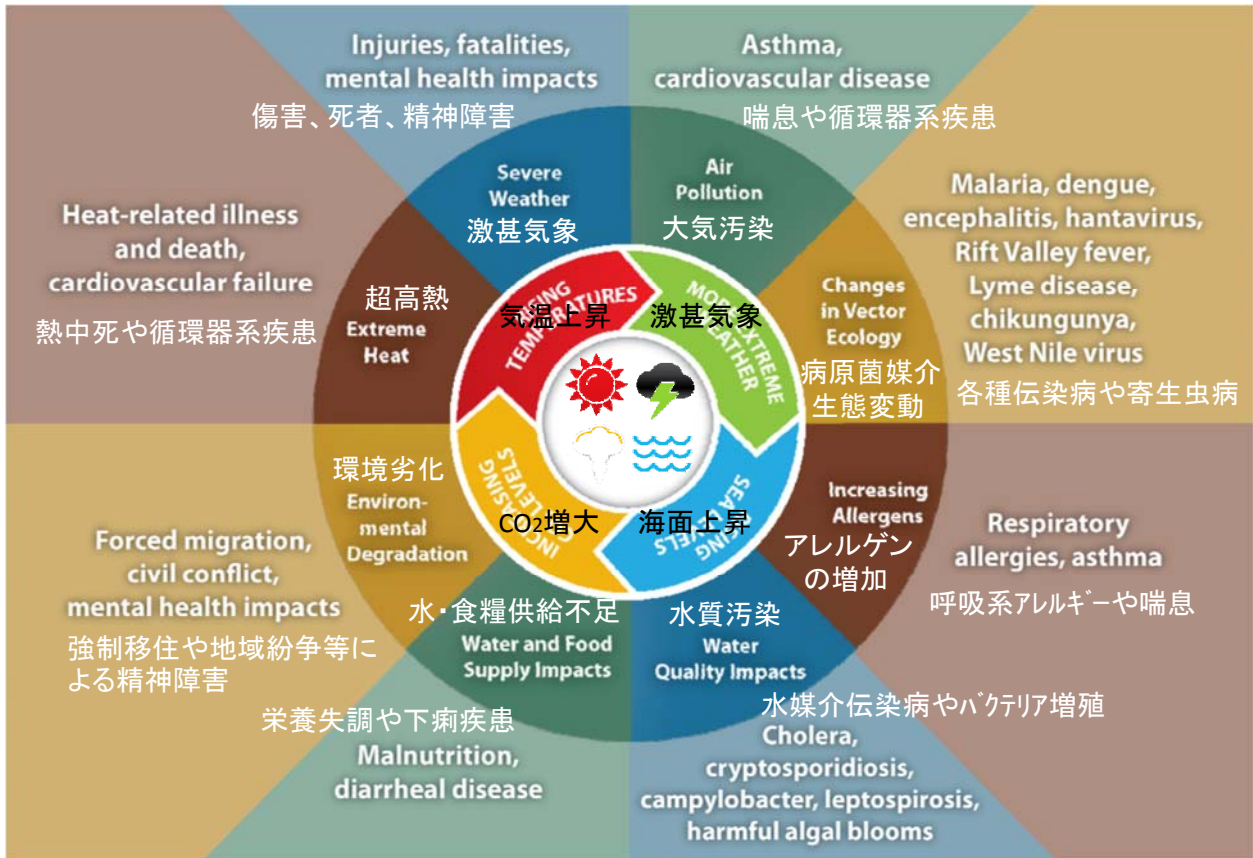 Injuries, fatalities,
mental health impacts
傷害、死者、精神障害
Asthma,
cardiovascular disease
喘息や循環器系疾患
Severe
Weather
激甚気象
Air
Pollution
大気汚染
Malaria, dengue,
encephalitis, hantavirus,
Rift Valley fever,
Lyme disease,
chikungunya,
West Nile virus
各種伝染病や寄生虫病
Heat-related illness
and death,
cardiovascular failure
熱中死や循環器系疾患
超高熱
Extreme
Heat
Changes
in Vector
Ecology
病原菌媒介
生態変動
RISING
TEMPERATURES
気温上昇
MORE EXTREME
WEATHER
激甚気象
INCREASING
CO2増大
RISING
SEA LEVELS
海面上昇
環境劣化
Environ-
mental
Degradation
Increasing
Allergens
アレルゲン
の増加
Forced migration,
civil conflict,
mental health impacts
強制移住や地域紛争等に
よる精神障害
Respiratory
allergies, asthma
呼吸系アレルギーや喘息
水・食糧供給不足
Water and Food
Supply Impacts
水質汚染
Water
Quality Impacts
栄養失調や下痢疾患
Malnutrition,
diarrheal disease
水媒介伝染病やバクテリア増殖
Cholera,
cryptosporidiosis,
campylobacter, leptospirosis,
harmful algal blooms